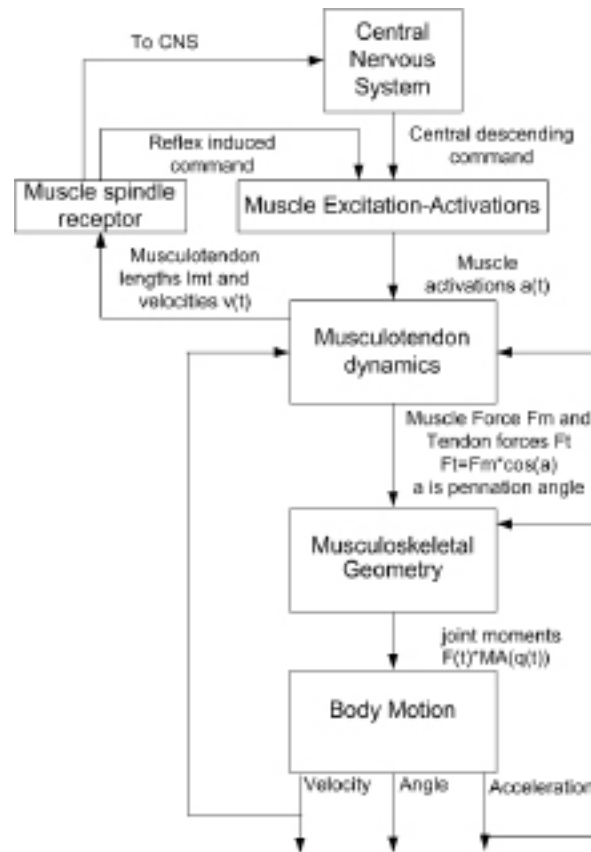 To CNS
Central
Nervous
System
Reflex induced
command
Central descending
command
Muscle spindle
receptor
Muscle Excitation-Activations
Musculotendon
lengths lmt and
velocities v(t)
Muscle
activations a(t)
Musculotendon
dynamics
Muscle Force Fm and
Tendon forces Ft
Ft=Fm*cos(a)
a is pennation angle
Musculoskeletal
Geometry
joint moments
F(t)*MA(q(t))
Body Motion
Velocity
Angle
Acceleration